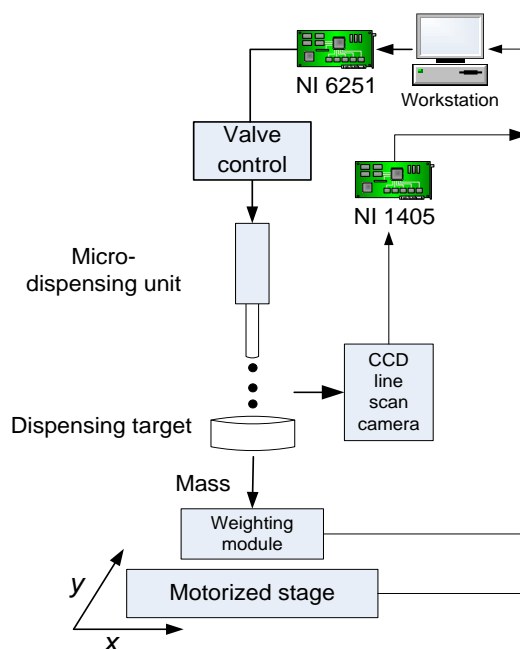 NI 6251
Workstation
Valve
control
NI 1405
Micro-
dispensing unit
CCD
line
scan
camera
Dispensing target
Mass
Weighting
module
Motorized stage
y
x